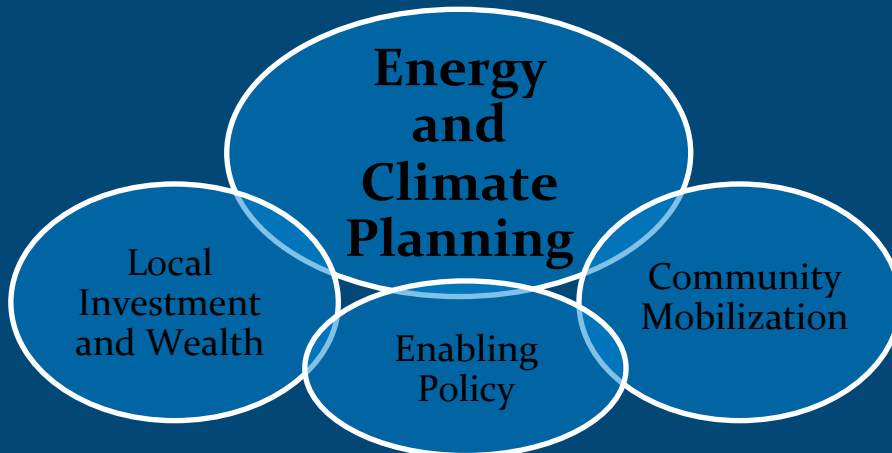 Energy
and
Climate
Planning
Local
Investment
and Wealth
Enabling
Policy
Community
Mobilization